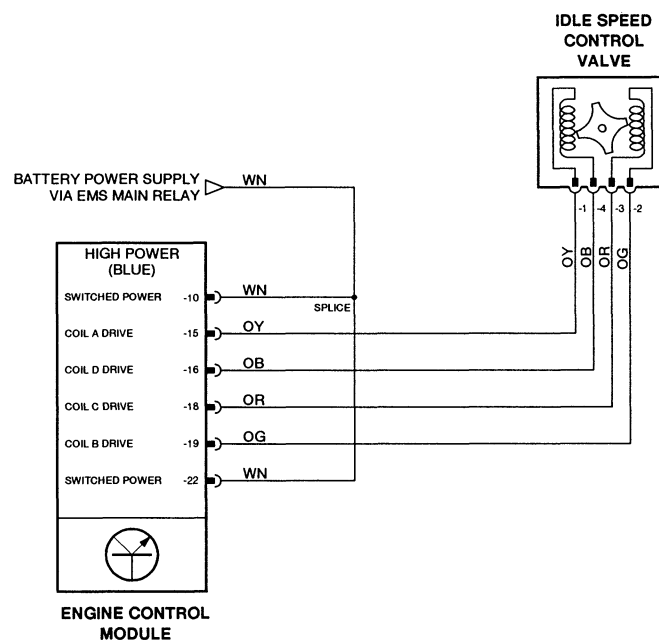 IDLE SPEED
CONTROL
VALVE
-1 -4 -3 -2
OY OB OR OG
BATTERY POWER SUPPLY
VIA EMS MAIN RELAY
WN
HIGH POWER
(BLUE)
SWITCHED POWER -10 WN
SPLICE
COIL A DRIVE -15 OY
COIL D DRIVE -16 OB
COIL C DRIVE -18 OR
COIL B DRIVE -19 OG
SWITCHED POWER -22 WN
ENGINE CONTROL
MODULE